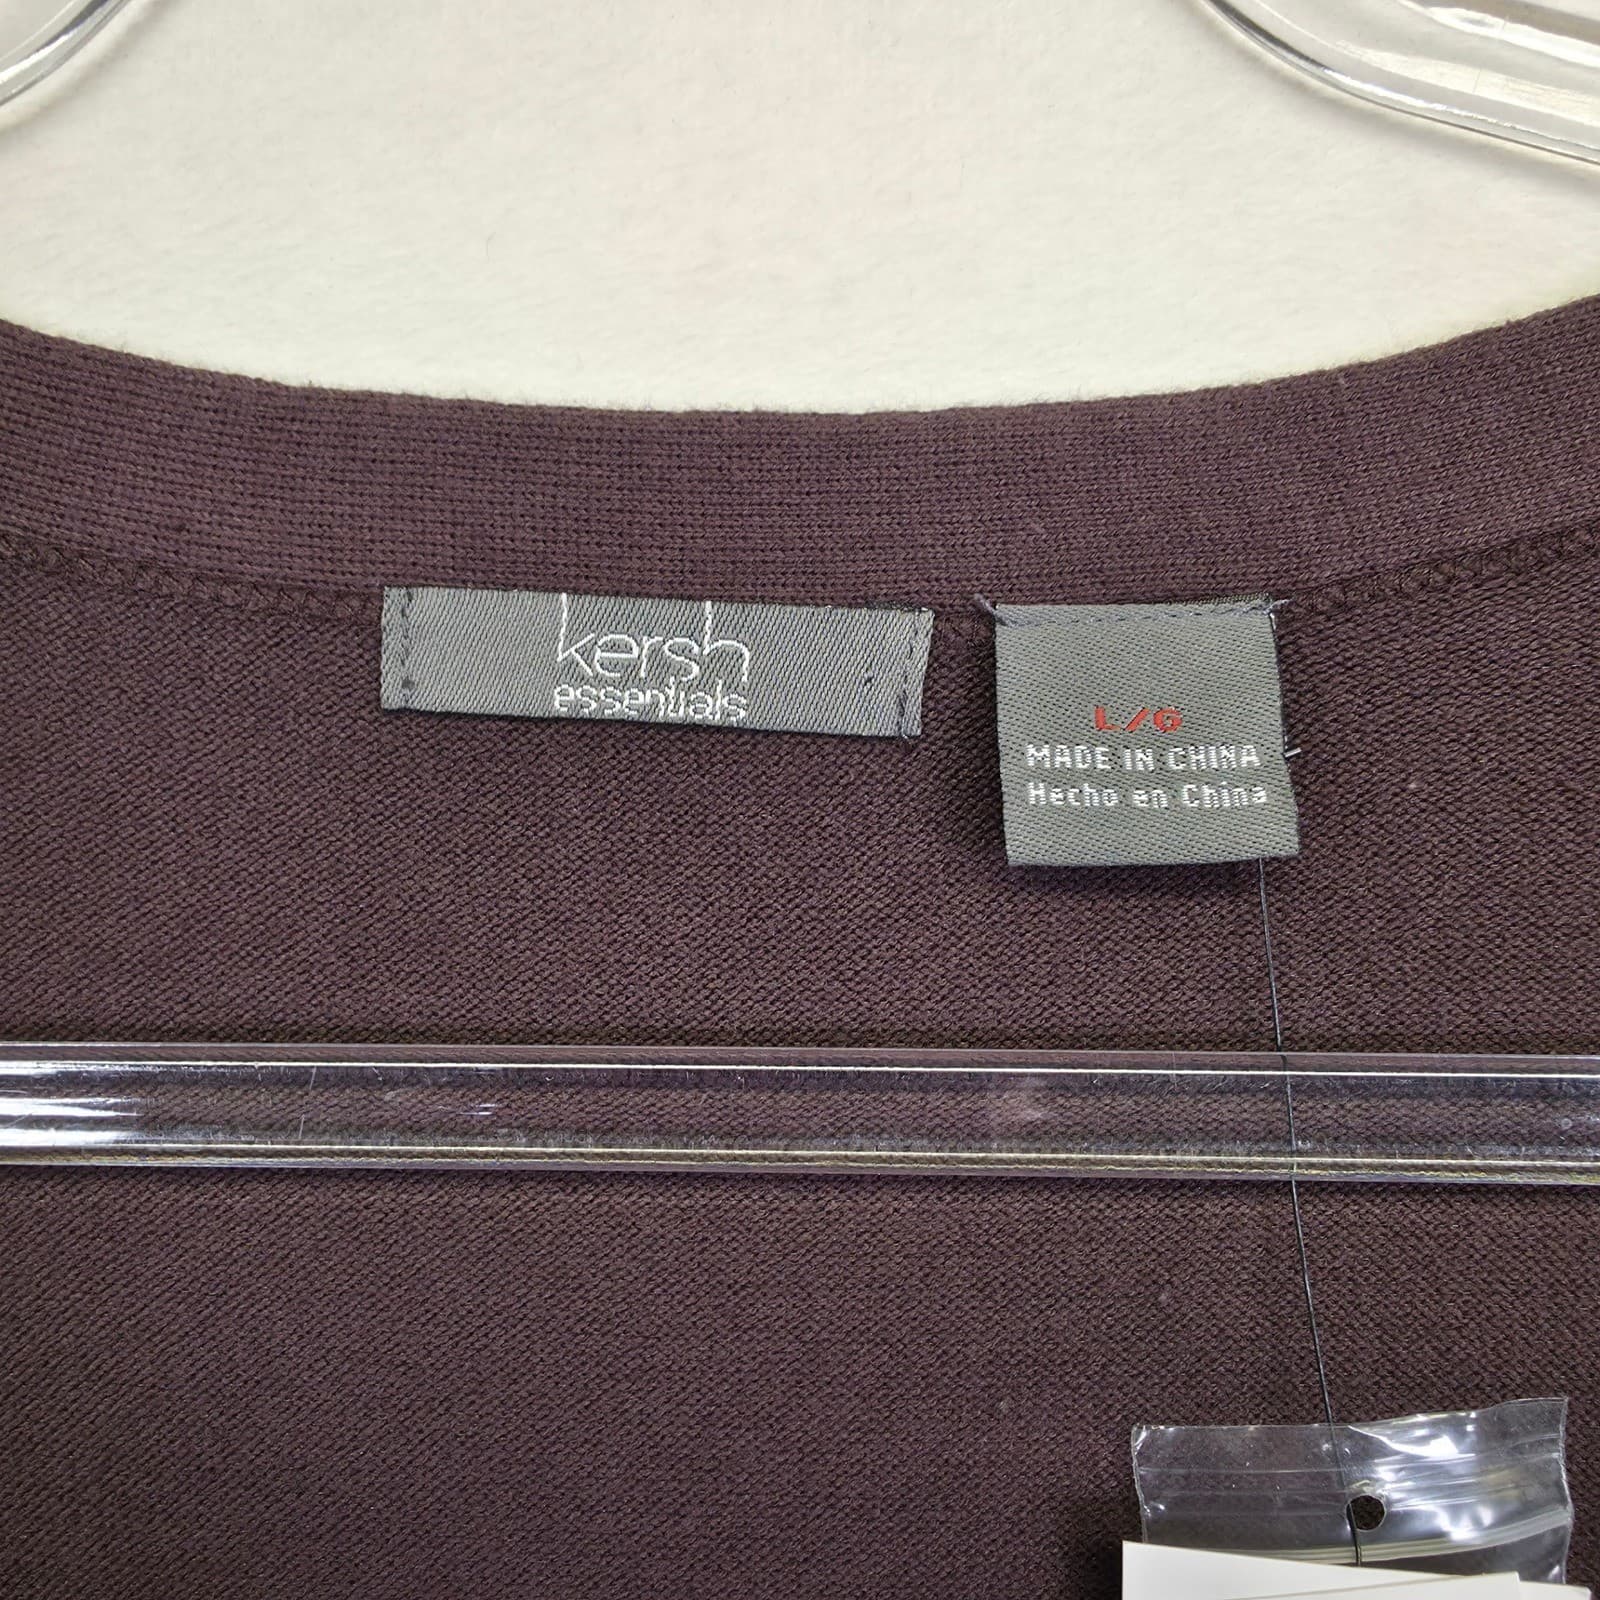 kersh
essentials
L/G
MADE IN CHINA
Hecho en China